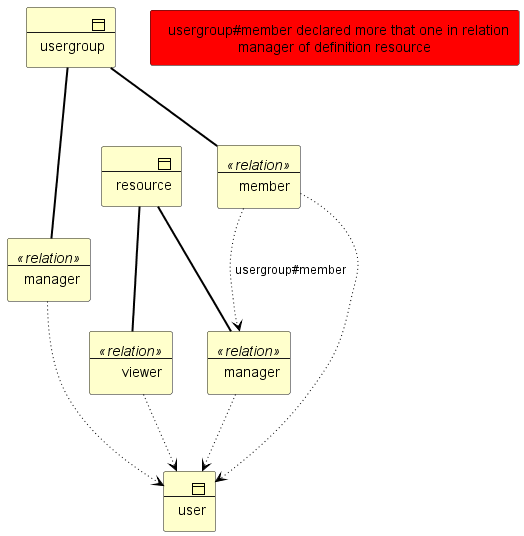 usergroup
usergroup#member declared more that one in relation
manager of definition resource
«relation»
member
resource
«relation»
manager
usergroup#member
«relation»
viewer
«relation»
manager
user